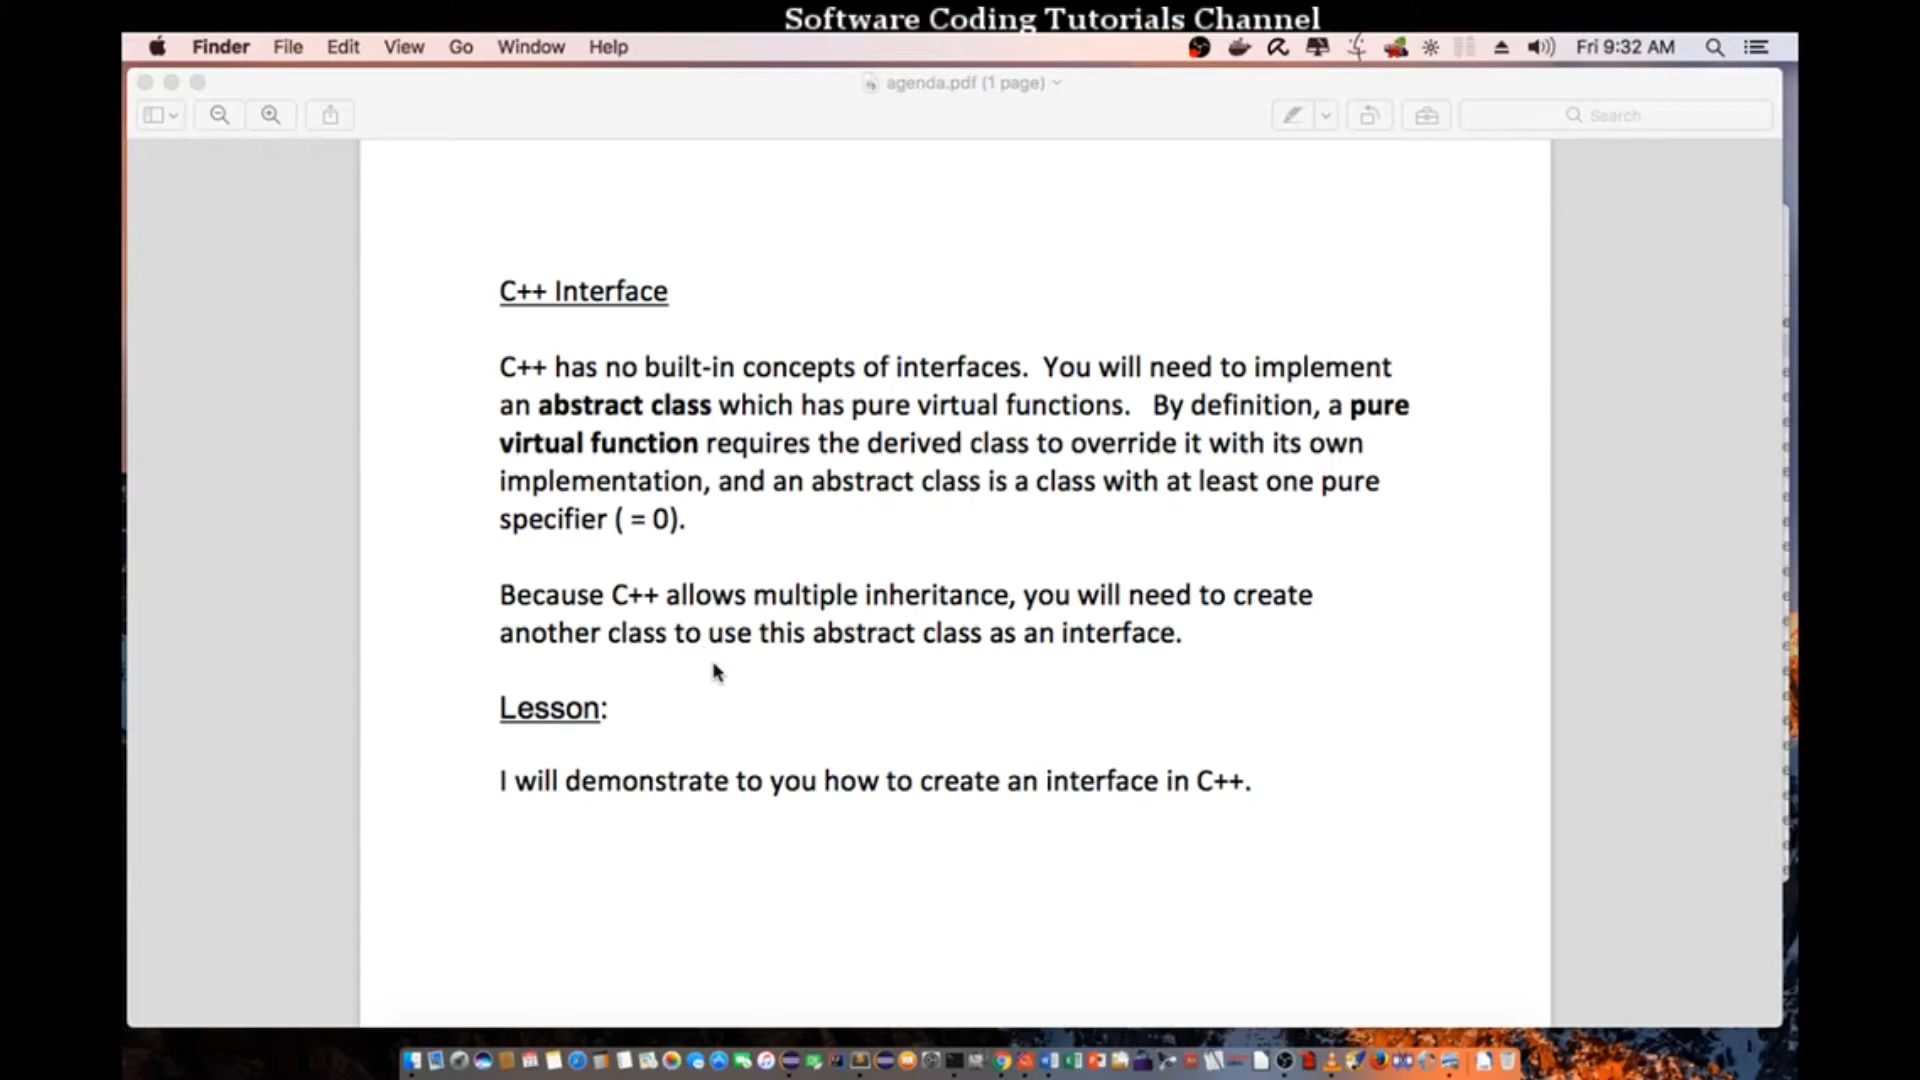 Software Coding Tutorials Channel
Finder File Edit View Go Window Help Fri 9:32 AM
agenda.pdf (1 page)
Search
C++ Interface
C++ has no built-in concepts of interfaces. You will need to implement
an abstract class which has pure virtual functions. By definition, a pure
virtual function requires the derived class to override it with its own
implementation, and an abstract class is a class with at least one pure
specifier ( = 0).
Because C++ allows multiple inheritance, you will need to create
another class to use this abstract class as an interface.
Lesson:
I will demonstrate to you how to create an interface in C++.